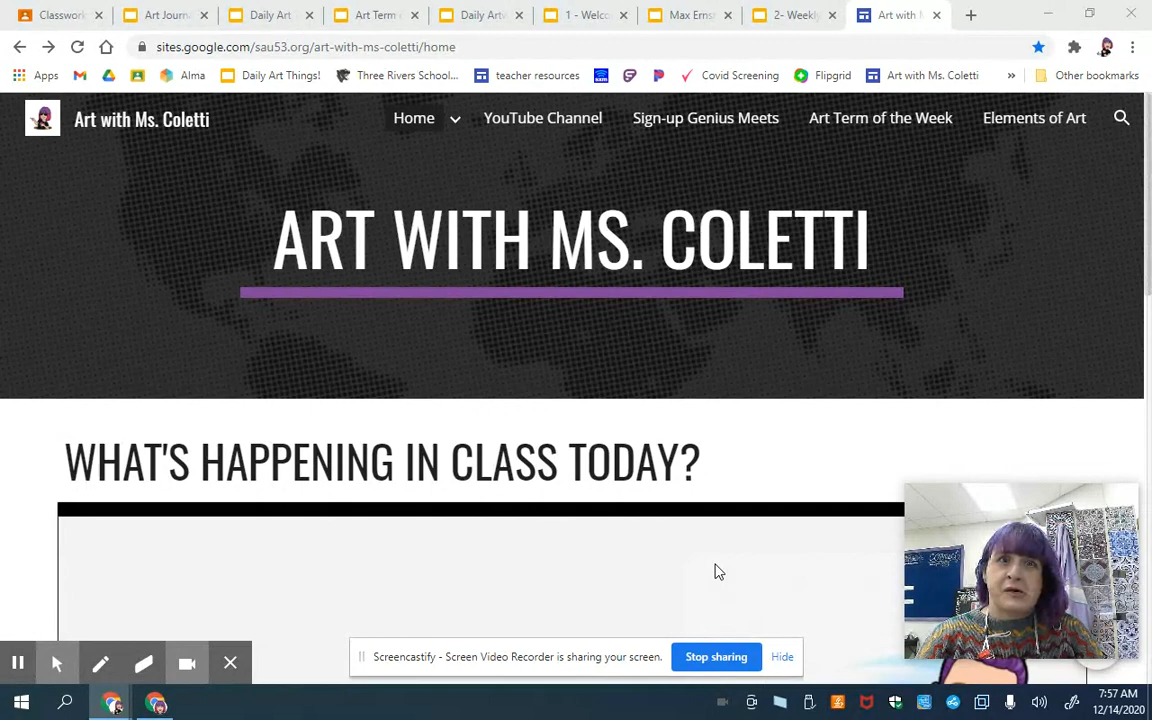 Classwork
Art Journ
Daily Art
Art Term
Daily Artv
1 - Welco
Max Ernst
2- Weekly
Art with
sites.google.com/sau53.org/art-with-ms-coletti/home
Apps
Alma
Daily Art Things!
Three Rivers School...
teacher resources
Covid Screening
Flipgrid
Art with Ms. Coletti
»
Other bookmarks
Art with Ms. Coletti
Home
YouTube Channel
Sign-up Genius Meets
Art Term of the Week
Elements of Art
ART WITH MS. COLETTI
WHAT'S HAPPENING IN CLASS TODAY?
Screencastify - Screen Video Recorder is sharing your screen.
Stop sharing
Hide
7:57 AM
12/14/2020